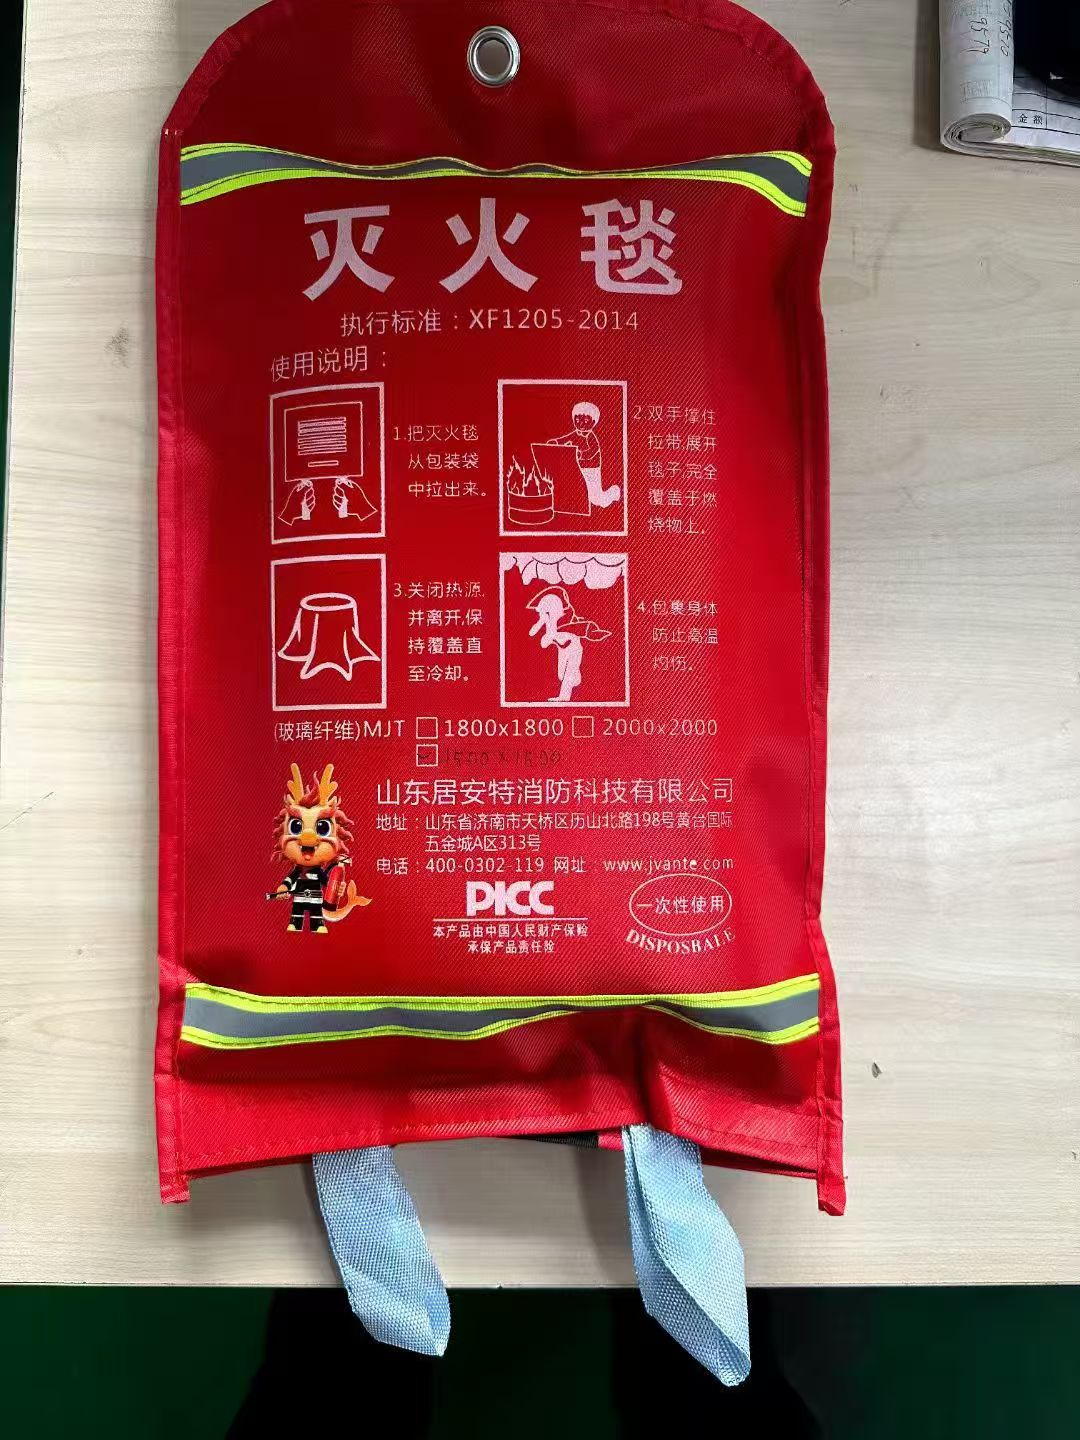 灭火毯
执行标准：XF1205-2014
使用说明：
1.把灭火毯
从包装袋
中拉出来。
2.双手撑住
拉带,展开
毯子,完全
覆盖于燃
烧物上。
3.关闭热源,
并离开,保
持覆盖直
至冷却。
4.包裹身体
防止高温
灼伤。
(玻璃纤维)MJT □1800x1800 □2000x2000
☑1500X1500
山东居安特消防科技有限公司
地址：山东省济南市天桥区历山北路198号黄台国际
五金城A区313号
电话：400-0302-119 网址：www.jvante.com
PICC
本产品由中国人民财产保险
承保产品责任险
一次性使用
DISPOSBALE
金 额
9579